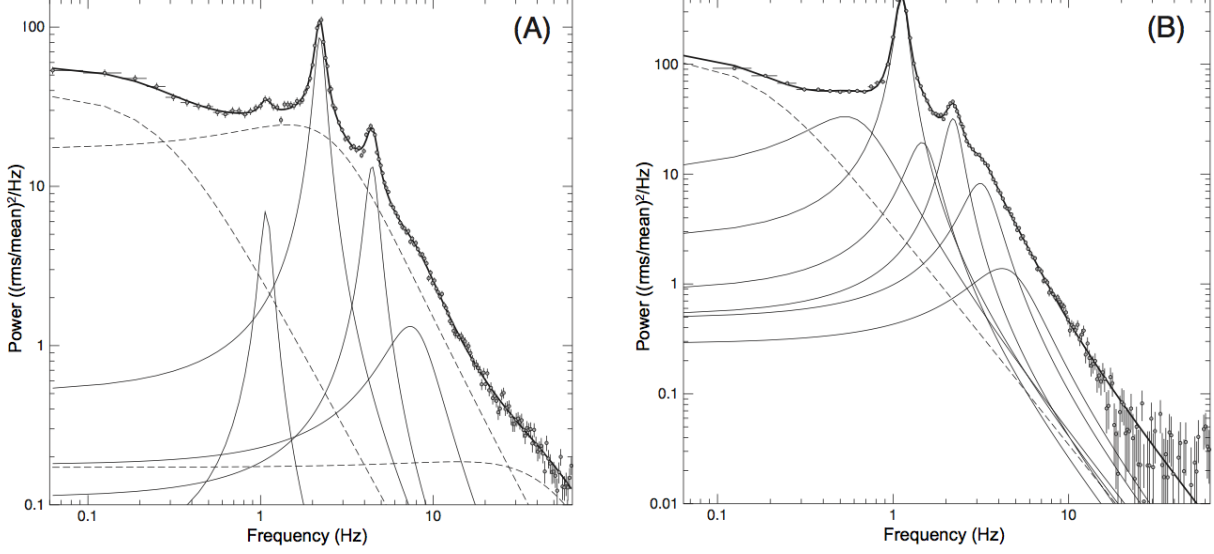 (A)
Power ((rms/mean)²/Hz)
100
10
1
0.1
0.1 1 10
Frequency (Hz)
(B)
Power ((rms/mean)²/Hz)
100
10
1
0.1
0.01
0.1 1 10
Frequency (Hz)